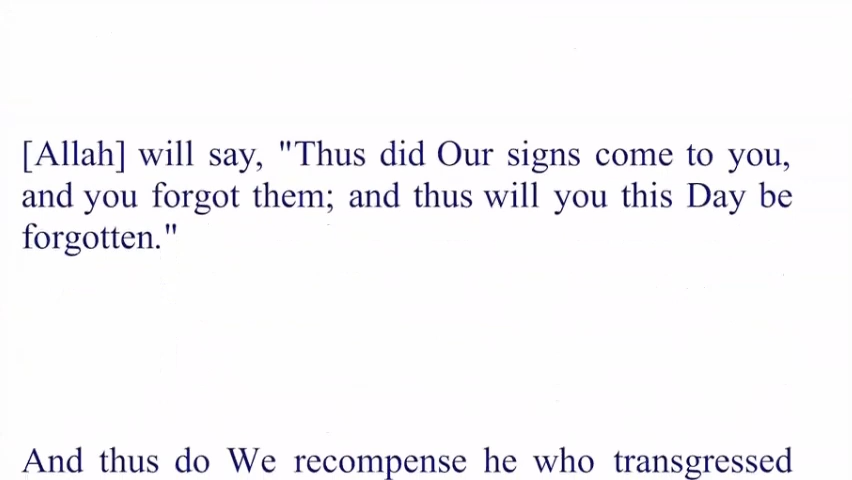 [Allah] will say, "Thus did Our signs come to you,
and you forgot them; and thus will you this Day be
forgotten."
And thus do We recompense he who transgressed